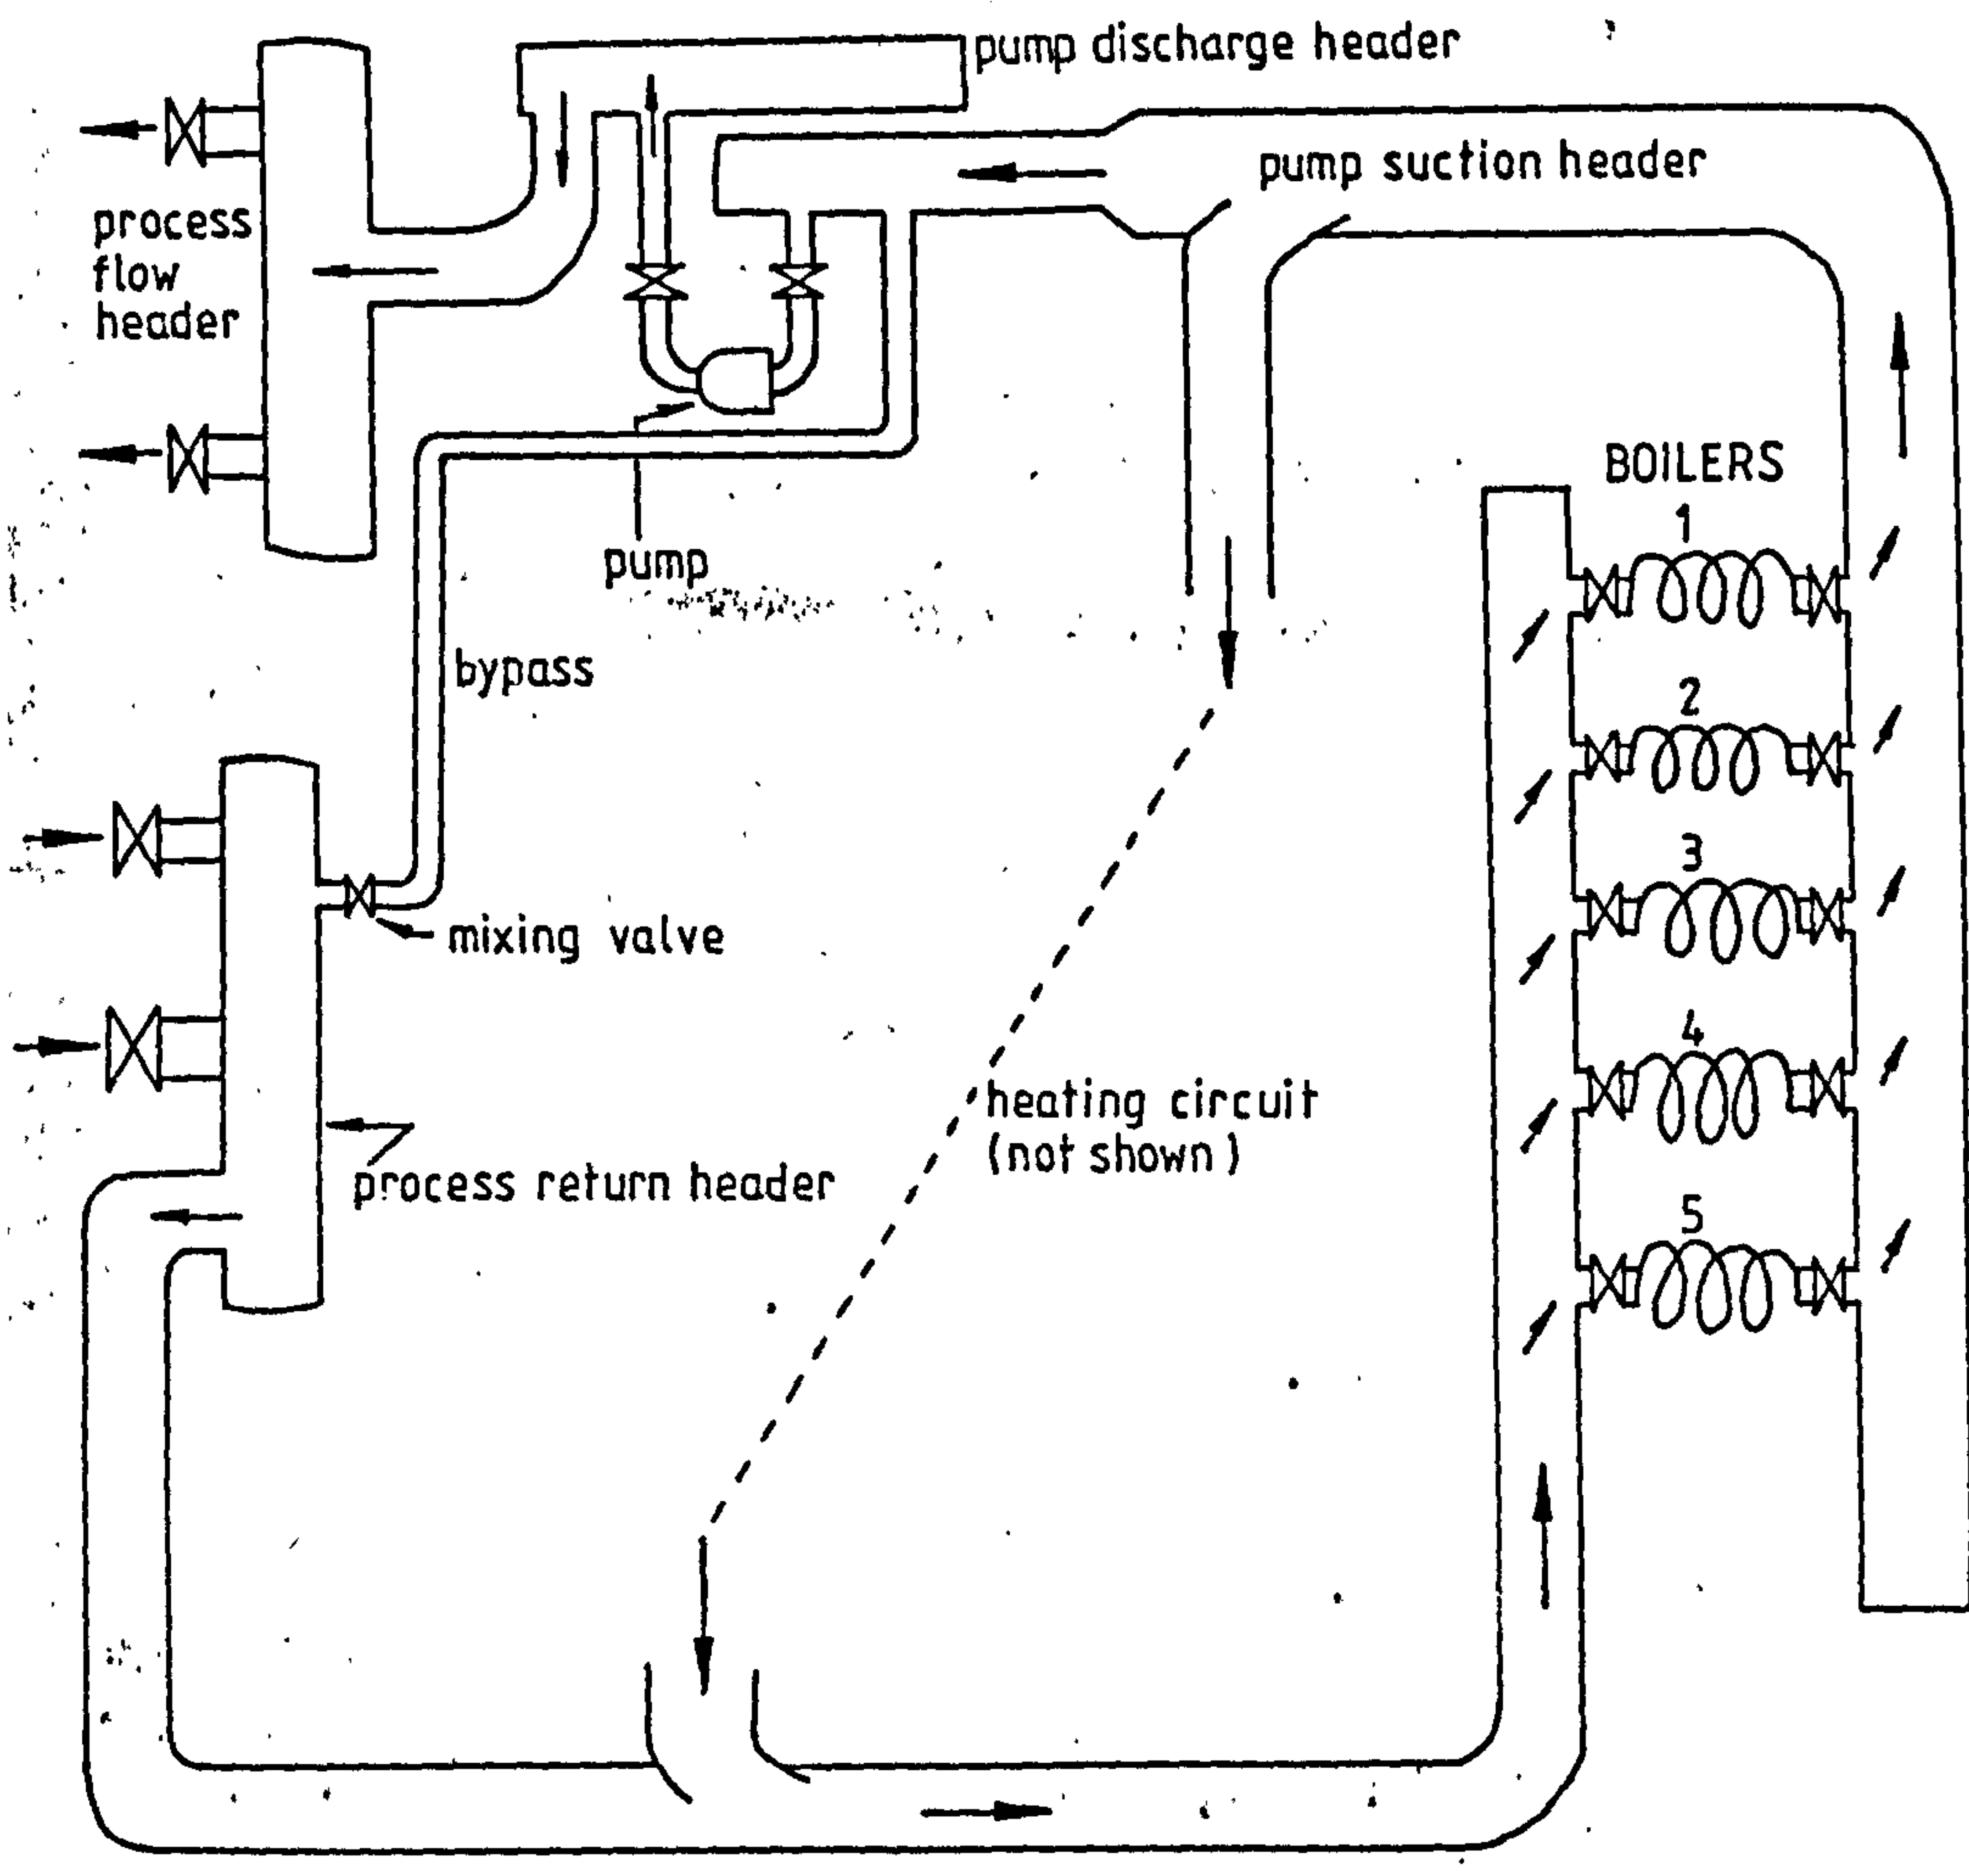 pump discharge header
pump suction header
process
flow
header
BOILERS
1
pump
bypass
2
3
mixing valve
4
heating circuit
(not shown)
process return header
5